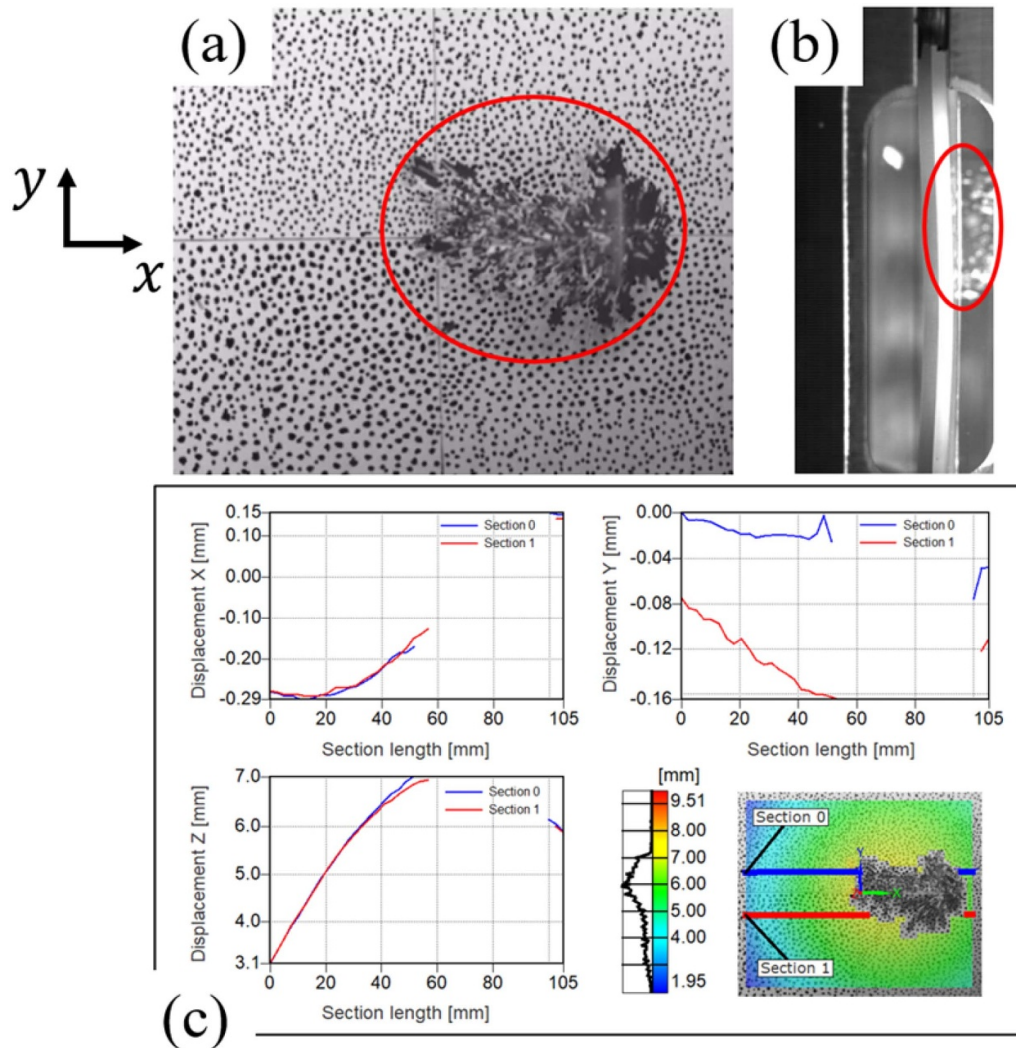 (a)
(b)
y
x
0.15
0.10
0.00
-0.10
-0.20
-0.29
Displacement X [mm]
Section 0
Section 1
0 20 40 60 80 105
Section length [mm]
0.00
-0.04
-0.08
-0.12
-0.16
Displacement Y [mm]
Section 0
Section 1
0 20 40 60 80 105
Section length [mm]
7.0
6.0
5.0
4.0
3.1
Displacement Z [mm]
Section 0
Section 1
0 20 40 60 80 105
Section length [mm]
[mm]
9.51
8.00
7.00
6.00
5.00
4.00
1.95
Section 0
Y
X
Section 1
(c)